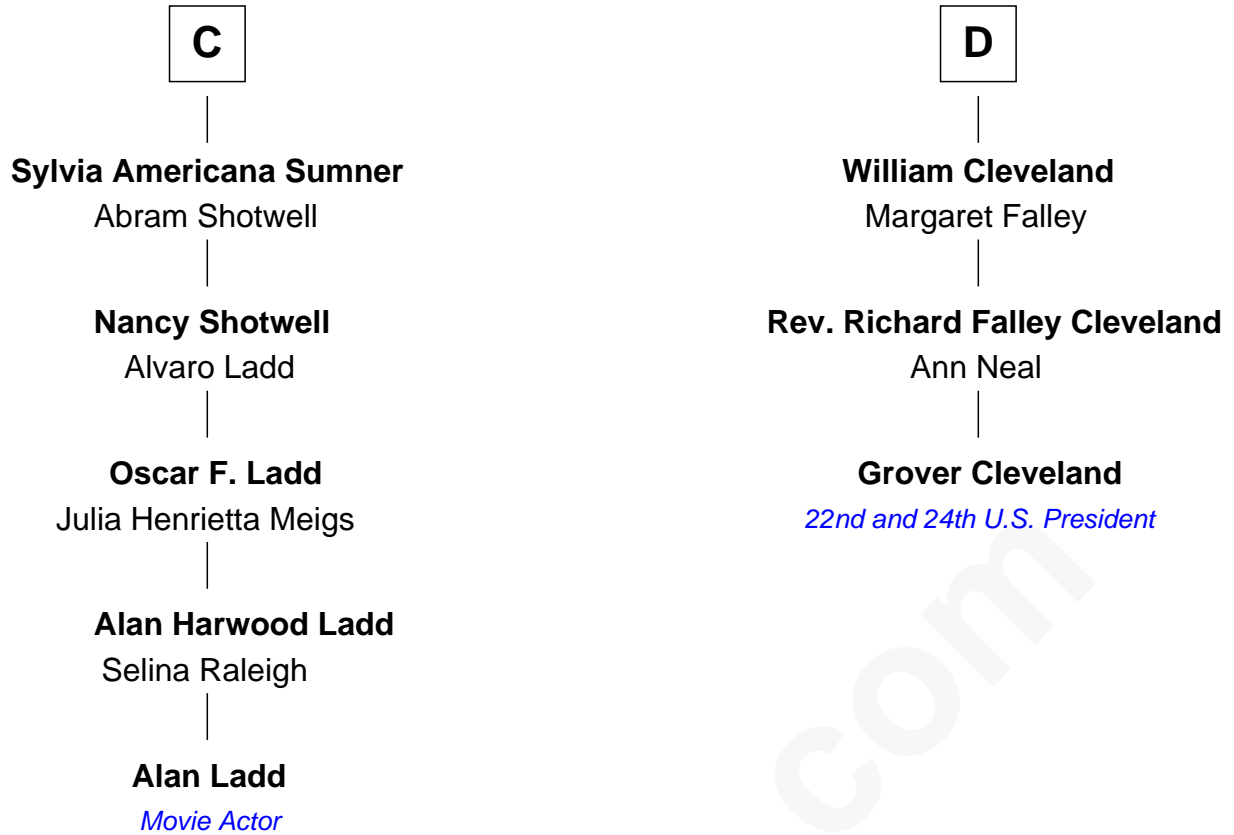 C
Sylvia Americana Sumner
Abram Shotwell
Nancy Shotwell
Alvaro Ladd
Oscar F. Ladd
Julia Henrietta Meigs
Alan Harwood Ladd
Selina Raleigh
Alan Ladd
Movie Actor
D
William Cleveland
Margaret Falley
Rev. Richard Falley Cleveland
Ann Neal
Grover Cleveland
22nd and 24th U.S. President
com